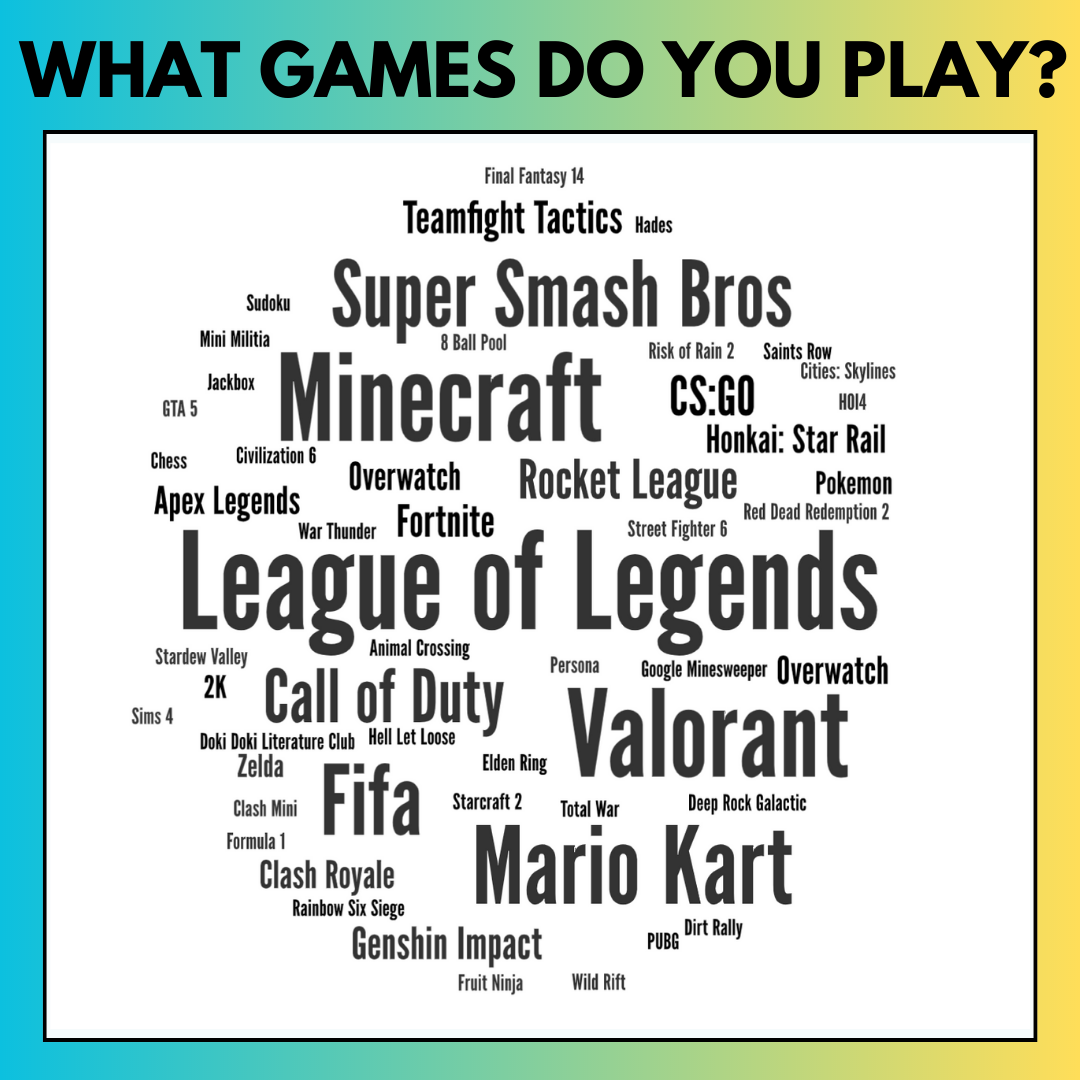 WHAT GAMES DO YOU PLAY?
Final Fantasy 14
Teamfight Tactics
Hades
Super Smash Bros
Sudoku
Mini Militia
8 Ball Pool
Risk of Rain 2
Saints Row
Cities: Skylines
Jackbox
Minecraft
CS:GO
HOI4
GTA 5
Honkai: Star Rail
Chess
Civilization 6
Overwatch
Rocket League
Pokemon
Apex Legends
Red Dead Redemption 2
War Thunder
Fortnite
Street Fighter 6
League of Legends
Animal Crossing
Stardew Valley
Persona
Google Minesweeper
Overwatch
2K
Call of Duty
Valorant
Sims 4
Doki Doki Literature Club
Hell Let Loose
Zelda
Elden Ring
Fifa
Clash Mini
Starcraft 2
Total War
Deep Rock Galactic
Formula 1
Mario Kart
Clash Royale
Rainbow Six Siege
Dirt Rally
PUBG
Genshin Impact
Fruit Ninja
Wild Rift